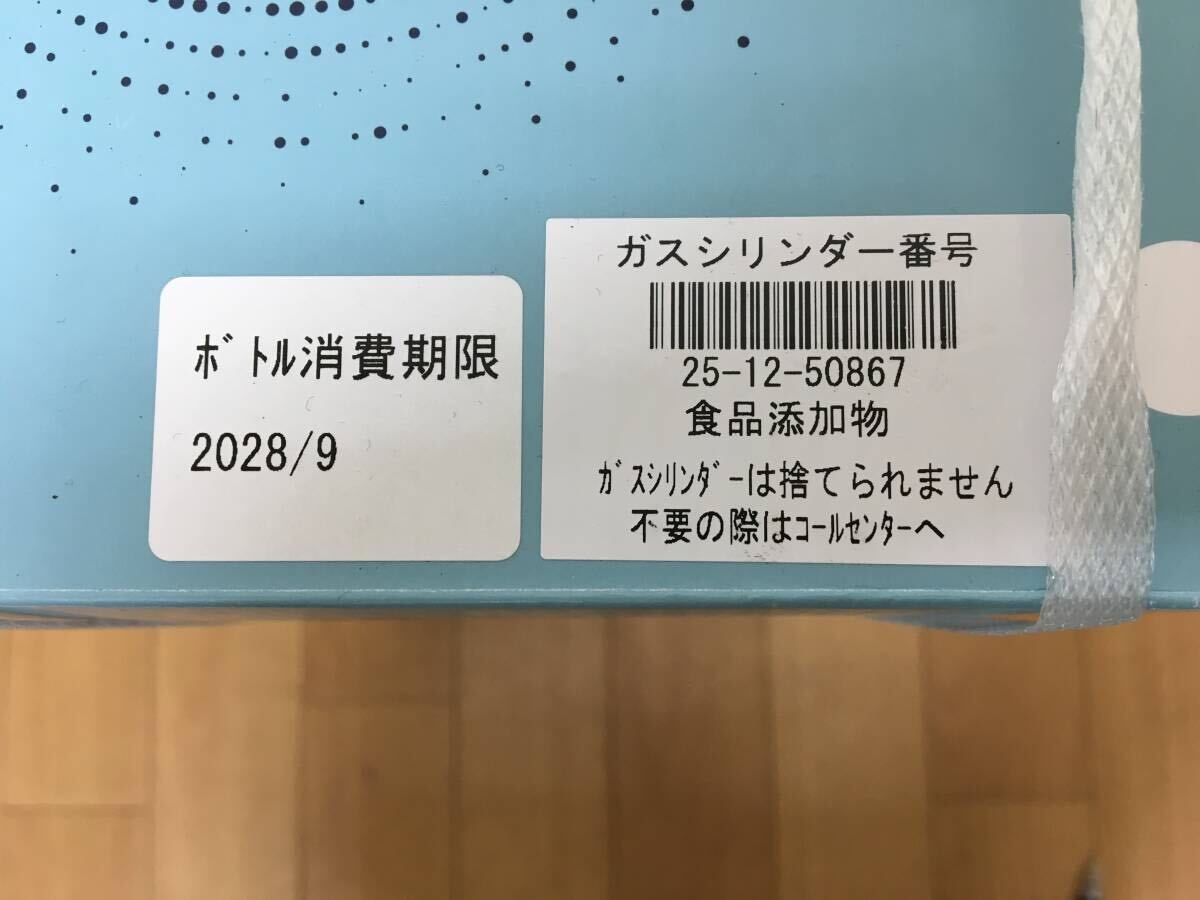 ﾎﾞﾄﾙ消費期限
2028/9
ガスシリンダー番号
25-12-50867
食品添加物
ｶﾞｽｼﾘﾝﾀﾞｰは捨てられません
不要の際はｺｰﾙｾﾝﾀｰへ